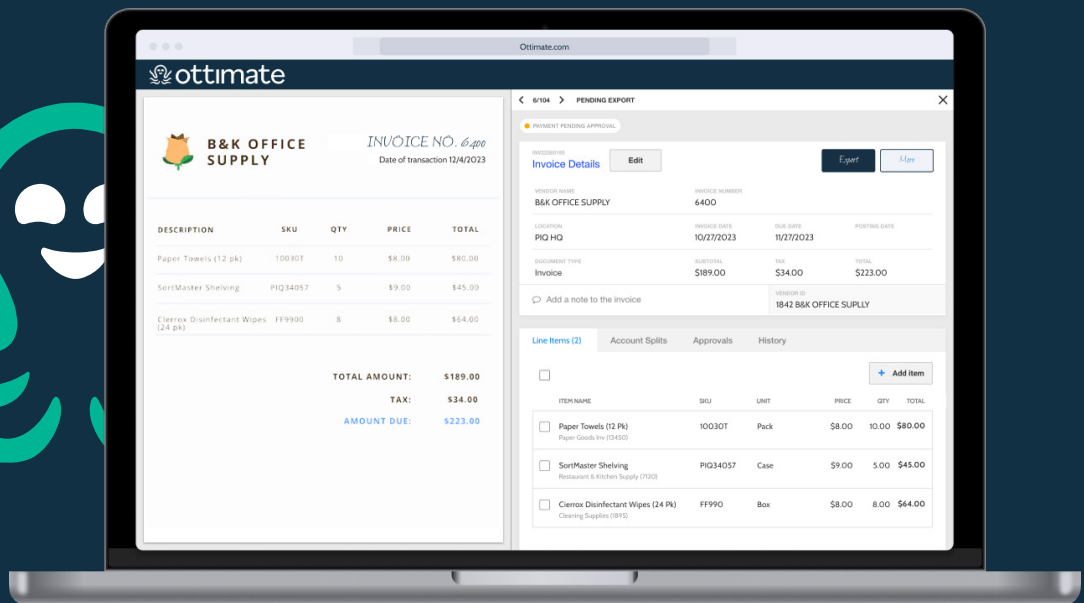 Ottimate.com
ottimate
B&K OFFICE
SUPPLY
INVOICE NO. 6400
Date of transaction 12/4/2023
DESCRIPTION SKU QTY PRICE TOTAL
Paper Towels (12 pk) 10030T 10 $8.00 $80.00
SortMaster Shelving PIQ34057 5 $9.00 $45.00
Clerrox Disinfectant Wipes FF9900 8 $8.00 $64.00
(24 pk)
TOTAL AMOUNT: $189.00
TAX: $34.00
AMOUNT DUE: $223.00
6/104 PENDING EXPORT
PAYMENT PENDING APPROVAL
Invoice Details Edit Export More
VENDOR NAME INVOICE NUMBER
B&K OFFICE SUPPLY 6400
LOCATION INVOICE DATE DUE DATE POSTING DATE
PIQ HQ 10/27/2023 11/27/2023
DOCUMENT TYPE SUBTOTAL TAX TOTAL
Invoice $189.00 $34.00 $223.00
Add a note to the invoice
VENDOR ID
1842 B&K OFFICE SUPLLY
Line Items (2) Account Splits Approvals History
+ Add item
ITEM NAME SKU UNIT PRICE QTY TOTAL
Paper Towels (12 Pk) 10030T Pack $8.00 10.00 $80.00
Paper Goods Inv (13450)
SortMaster Shelving PIQ34057 Case $9.00 5.00 $45.00
Restaurant & Kitchen Supply (7120)
Cierrox Disinfectant Wipes (24 Pk) FF990 Box $8.00 8.00 $64.00
Cleaning Supplies (1895)